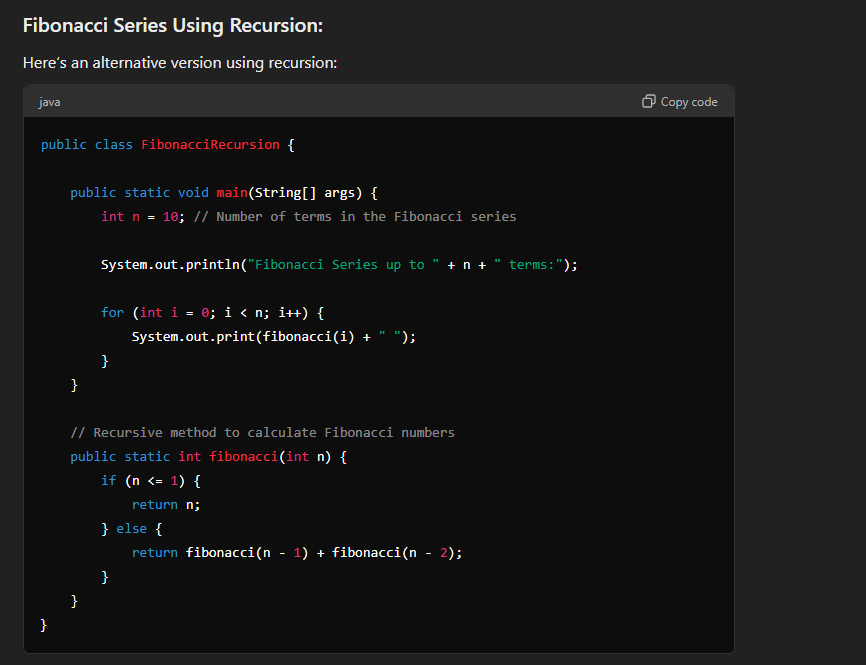 Fibonacci Series Using Recursion:
Here's an alternative version using recursion:
java
Copy code
public class FibonacciRecursion {
    public static void main(String[] args) {
        int n = 10; // Number of terms in the Fibonacci series
        System.out.println("Fibonacci Series up to " + n + " terms:");
        for (int i = 0; i < n; i++) {
            System.out.print(fibonacci(i) + " ");
        }
    }
    // Recursive method to calculate Fibonacci numbers
    public static int fibonacci(int n) {
        if (n <= 1) {
            return n;
        } else {
            return fibonacci(n - 1) + fibonacci(n - 2);
        }
    }
}